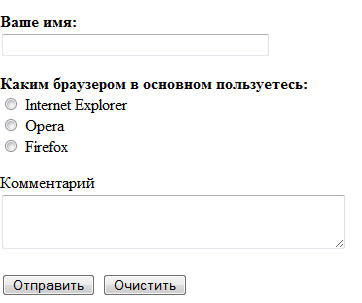 Ваше имя:
Каким браузером в основном пользуетесь:
Internet Explorer
Opera
Firefox
Комментарий
Отправить Очистить